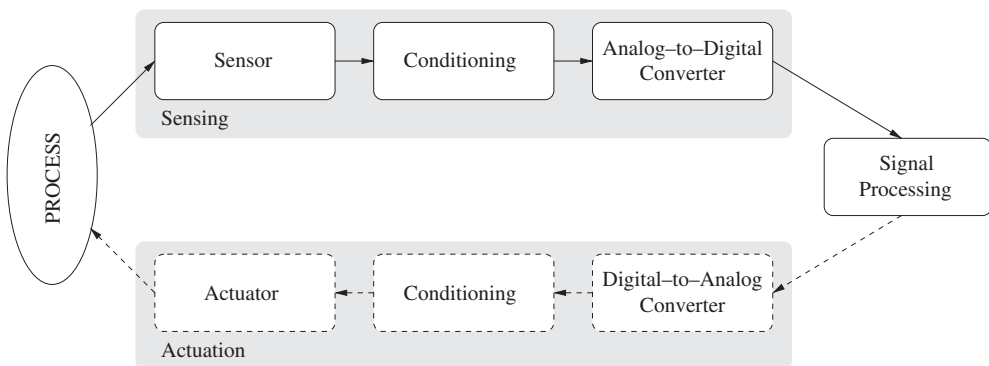 Sensor
Conditioning
Analog–to–Digital
Converter
Sensing
PROCESS
Signal
Processing
Actuator
Conditioning
Digital–to–Analog
Converter
Actuation